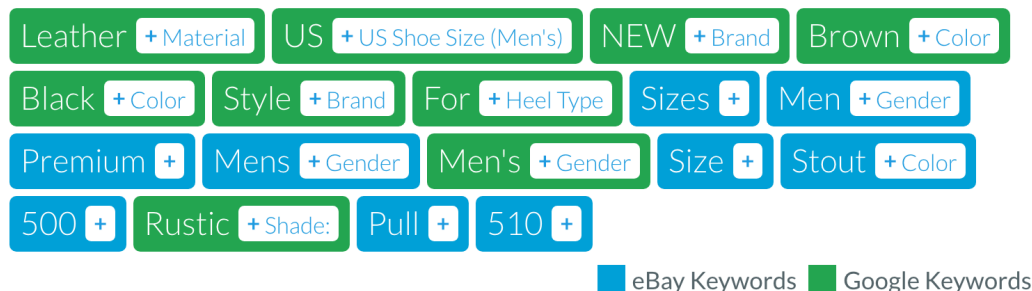 Leather + Material US + US Shoe Size (Men's) NEW + Brand Brown + Color
Black + Color Style + Brand For + Heel Type Sizes + Men + Gender
Premium + Mens + Gender Men's + Gender Size + Stout + Color
500 + Rustic + Shade: Pull + 510 +
eBay Keywords Google Keywords